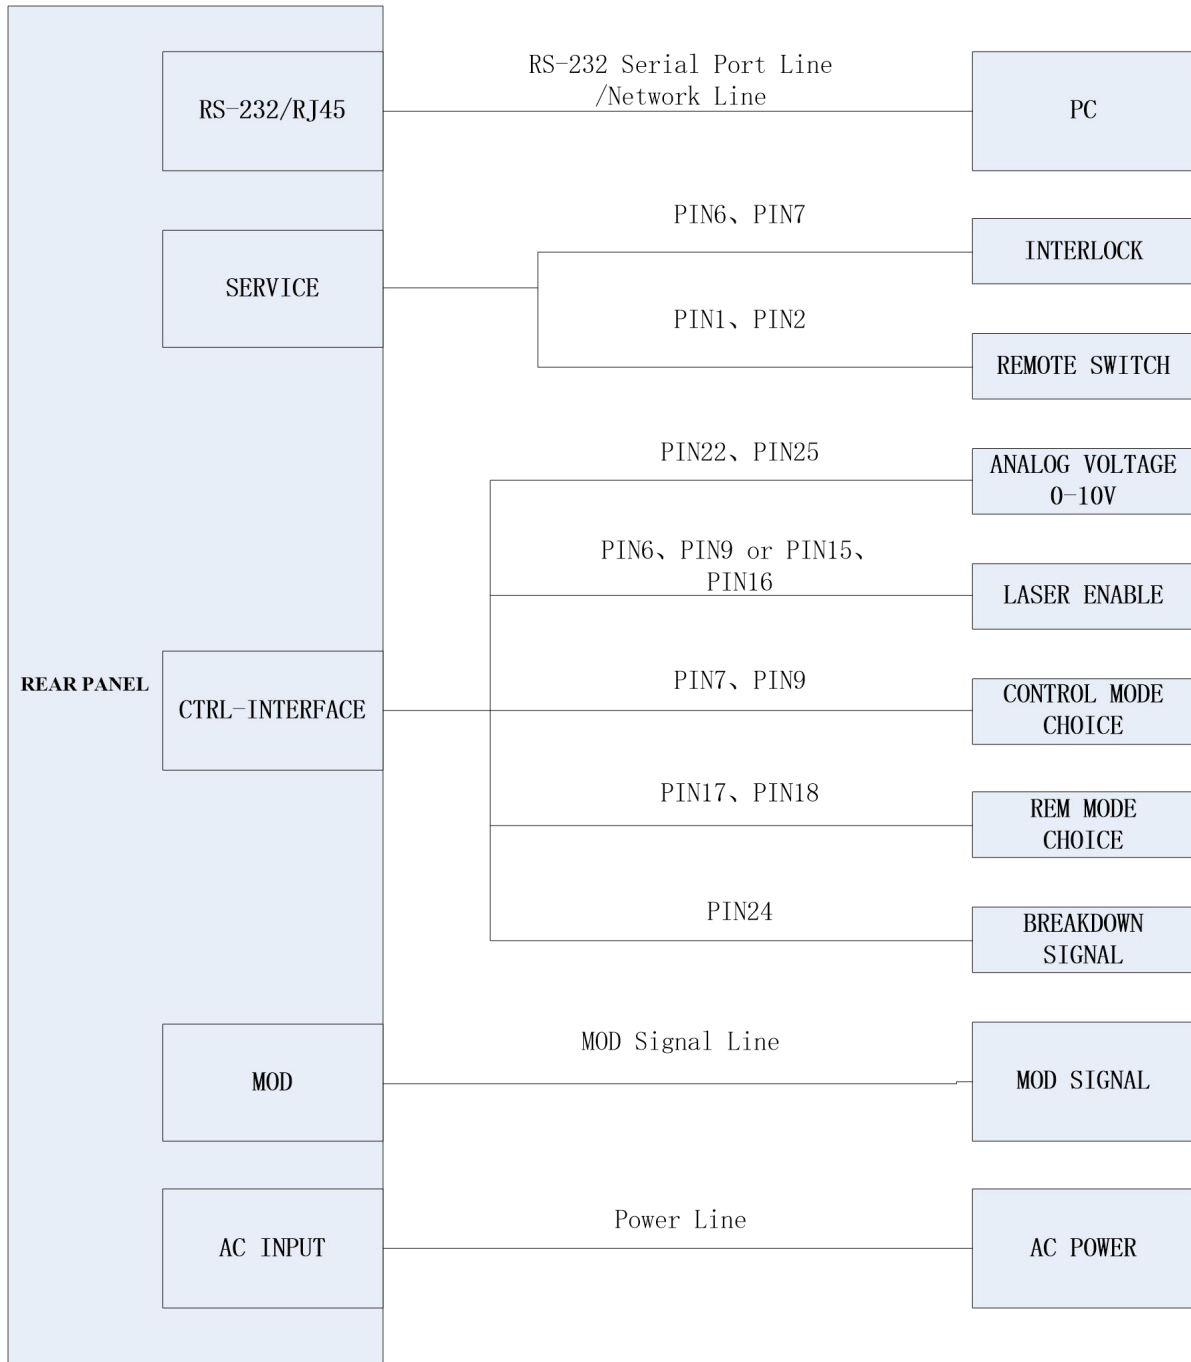 RS-232 Serial Port Line
/Network Line
RS-232/RJ45
PC
PIN6、PIN7
INTERLOCK
SERVICE
PIN1、PIN2
REMOTE SWITCH
PIN22、PIN25
ANALOG VOLTAGE
0-10V
PIN6、PIN9 or PIN15、
PIN16
LASER ENABLE
REAR PANEL
CTRL-INTERFACE
PIN7、PIN9
CONTROL MODE
CHOICE
PIN17、PIN18
REM MODE
CHOICE
PIN24
BREAKDOWN
SIGNAL
MOD Signal Line
MOD
MOD SIGNAL
Power Line
AC INPUT
AC POWER